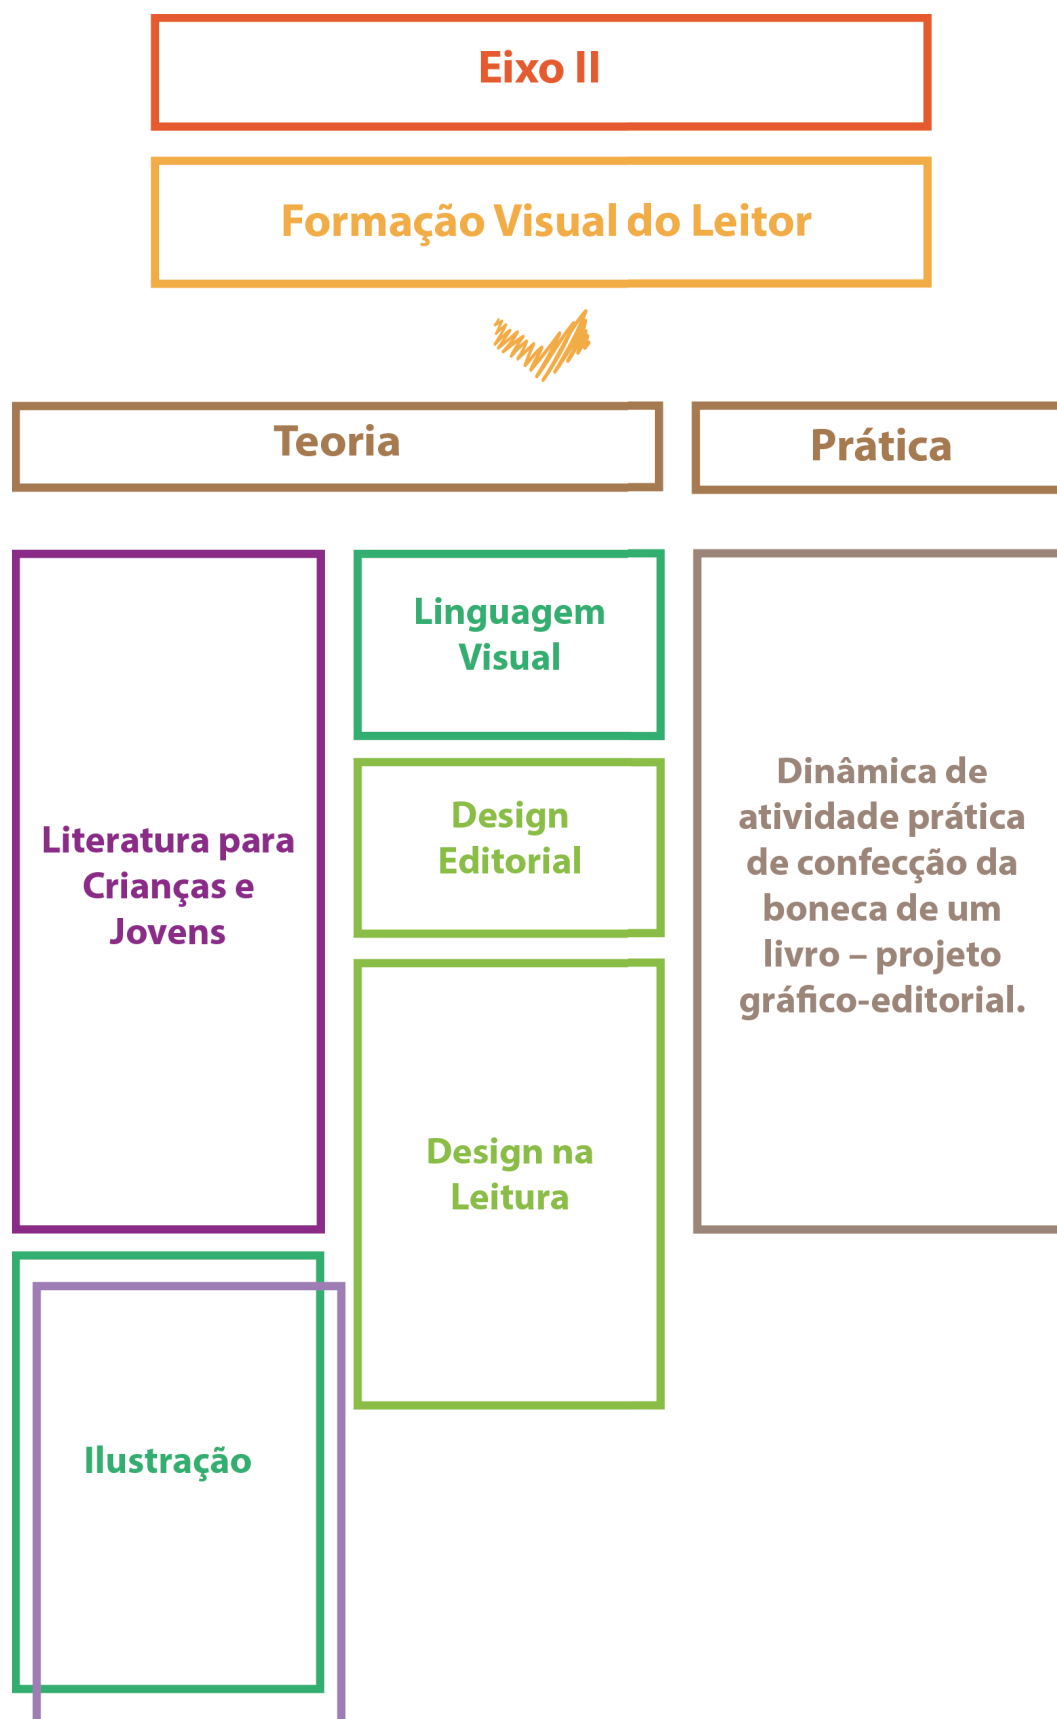 Eixo II
Formação Visual do Leitor
Teoria
Prática
Literatura para
Crianças e
Jovens
Linguagem
Visual
Design
Editorial
Design na
Leitura
Dinâmica de
atividade prática
de confecção da
boneca de um
livro – projeto
gráfico-editorial.
Ilustração